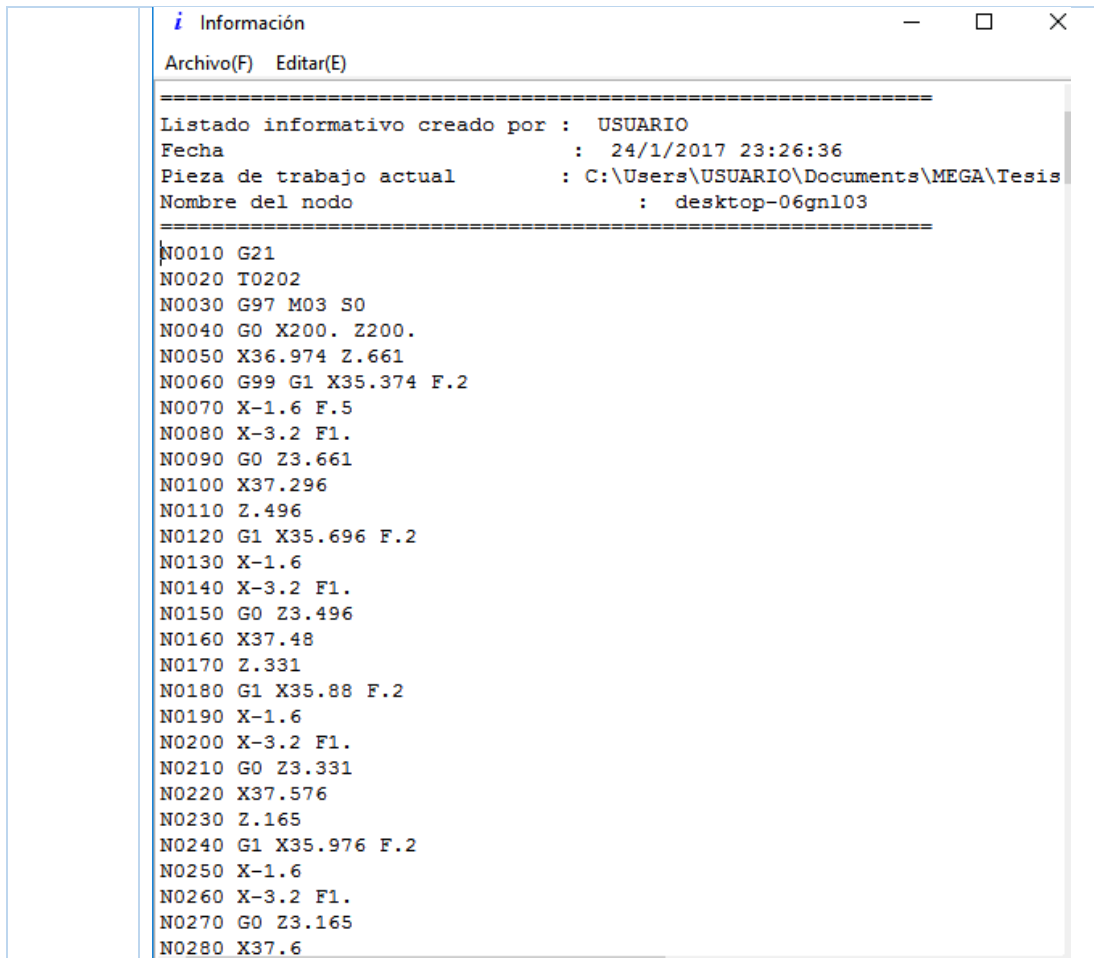 i Información
Archivo(F) Editar(E)
============================================================
Listado informativo creado por : USUARIO
Fecha : 24/1/2017 23:26:36
Pieza de trabajo actual : C:\Users\USUARIO\Documents\MEGA\Tesis
Nombre del nodo : desktop-06gnl03
============================================================
N0010 G21
N0020 T0202
N0030 G97 M03 S0
N0040 G0 X200. Z200.
N0050 X36.974 Z.661
N0060 G99 G1 X35.374 F.2
N0070 X-1.6 F.5
N0080 X-3.2 F1.
N0090 G0 Z3.661
N0100 X37.296
N0110 Z.496
N0120 G1 X35.696 F.2
N0130 X-1.6
N0140 X-3.2 F1.
N0150 G0 Z3.496
N0160 X37.48
N0170 Z.331
N0180 G1 X35.88 F.2
N0190 X-1.6
N0200 X-3.2 F1.
N0210 G0 Z3.331
N0220 X37.576
N0230 Z.165
N0240 G1 X35.976 F.2
N0250 X-1.6
N0260 X-3.2 F1.
N0270 G0 Z3.165
N0280 X37.6